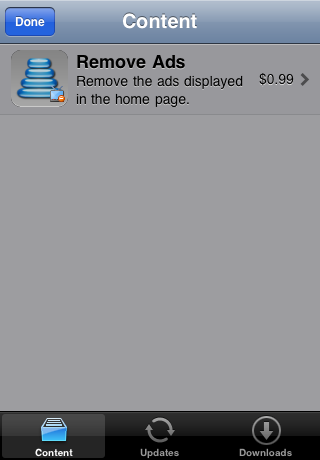 Done
Content
Remove Ads
Remove the ads displayed
in the home page.
$0.99
Content
Updates
Downloads